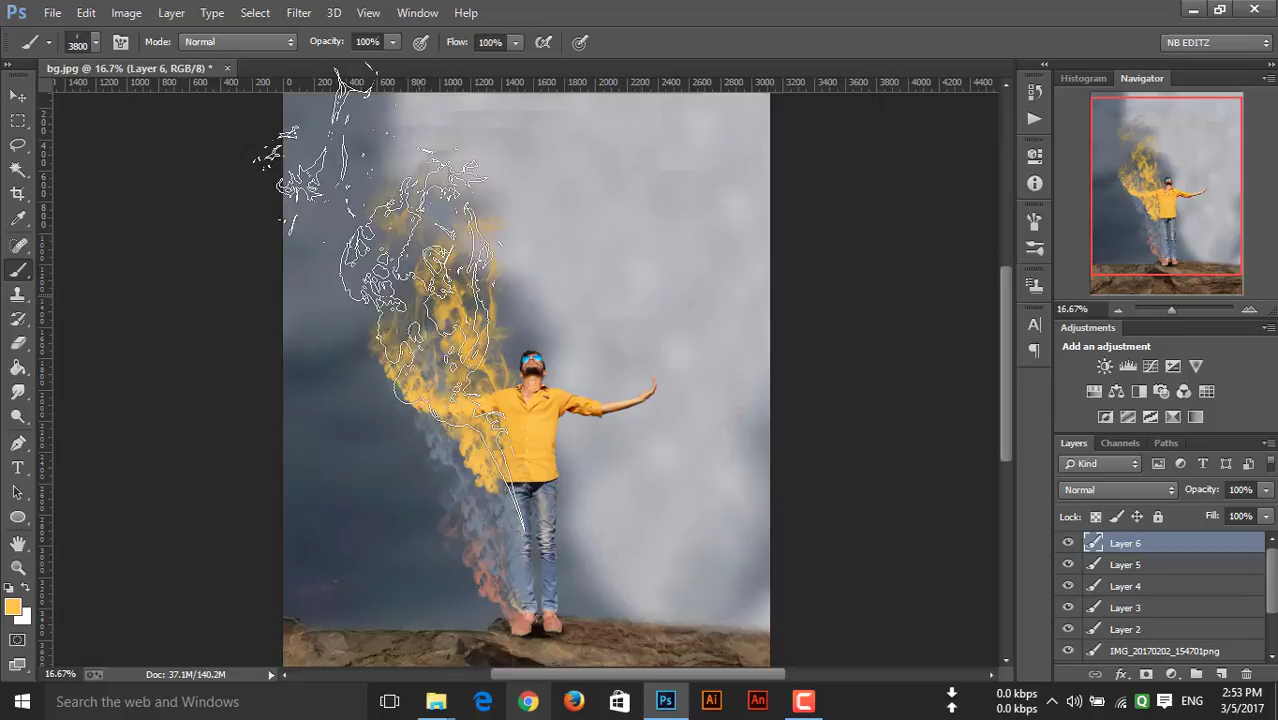 Ps File Edit Image Layer Type Select Filter 3D View Window Help
3800 Mode: Normal Opacity: 100% Flow: 100% NB EDITZ
bg.jpg @ 16.7% (Layer 6, RGB/8) * ×
Histogram Navigator
1400 1200 1000 800 600 400 200 0 200 400 600 800 1000 1200 1400 1600 1800 2000 2200 2400 2600 2800 3000 3200 3400 3600 3800 4000 4200 4400
16.67%
Adjustments
Add an adjustment
Layers Channels Paths
Kind
Normal Opacity: 100%
Lock: Fill: 100%
Layer 6
Layer 5
Layer 4
Layer 3
Layer 2
IMG_20170202_154701png
16.67% Doc: 37.1M/140.2M
Search the web and Windows
Ps Ai An
0.0 kbps
0.0 kbps
2:53 PM
3/5/2017